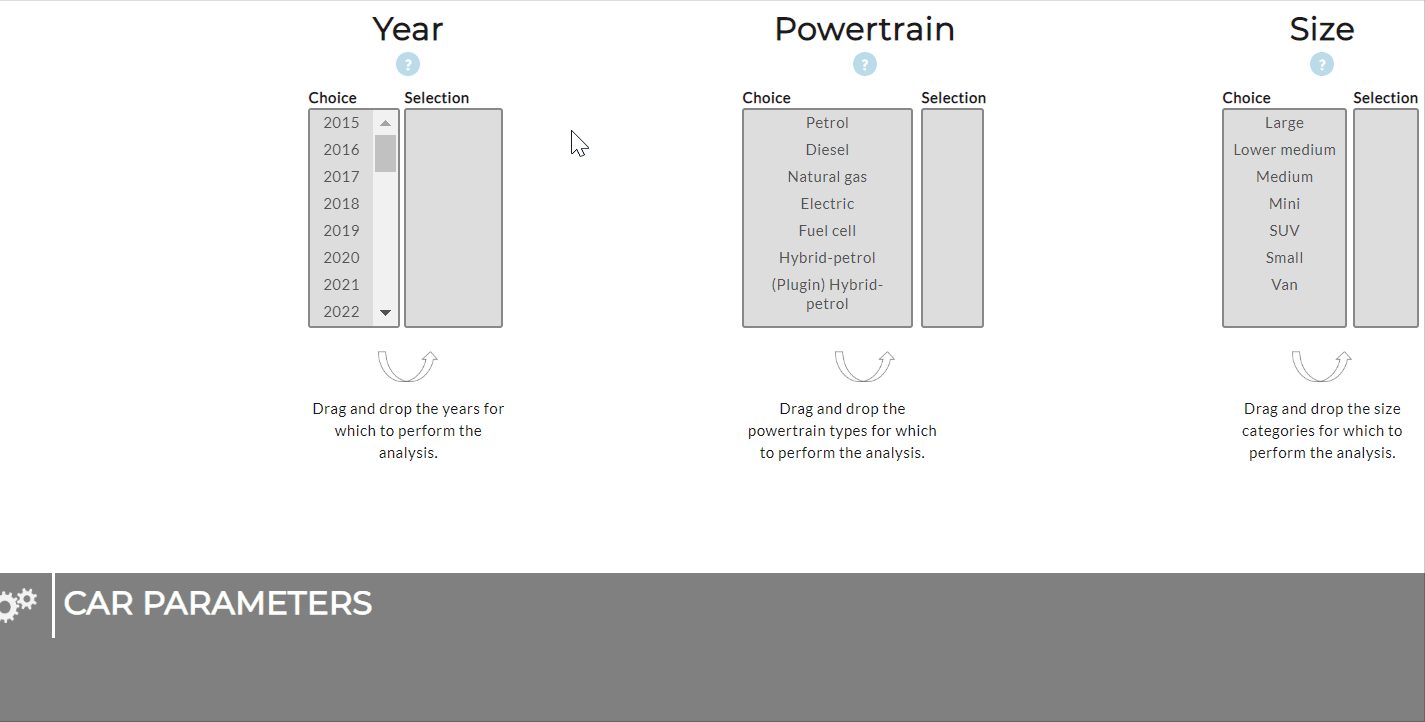 Year
?
Choice
Selection
2015
2016
2017
2018
2019
2020
2021
2022
Drag and drop the years for
which to perform the
analysis.
Powertrain
?
Choice
Selection
Petrol
Diesel
Natural gas
Electric
Fuel cell
Hybrid-petrol
(Plugin) Hybrid-
petrol
Drag and drop the
powertrain types for which
to perform the analysis.
Size
?
Choice
Selection
Large
Lower medium
Medium
Mini
SUV
Small
Van
Drag and drop the size
categories for which to
perform the analysis.
CAR PARAMETERS